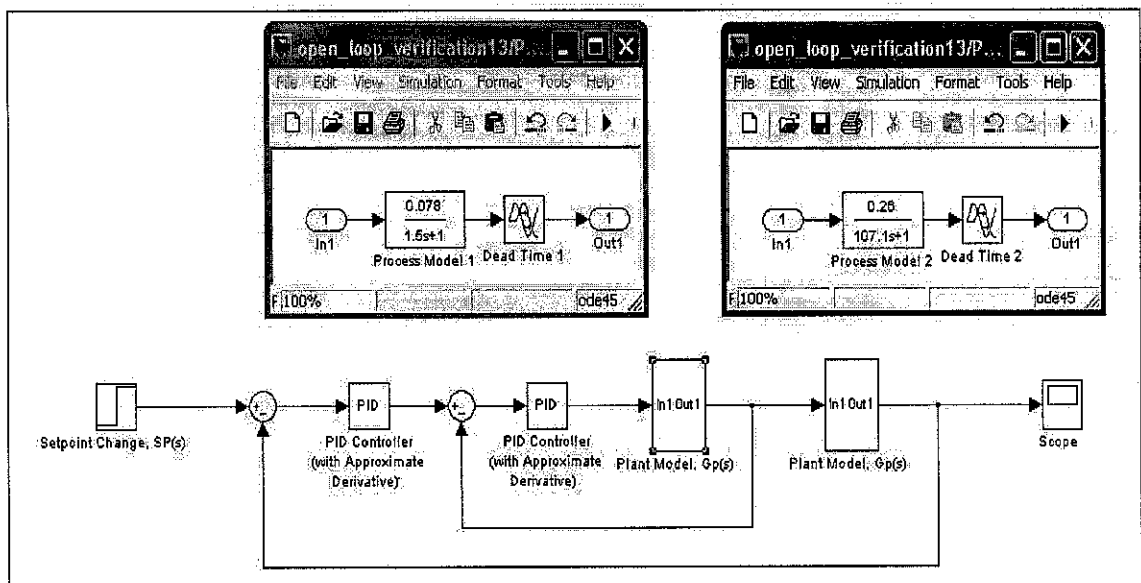 open_loop_verification13/P...
File Edit View Simulation Format Tools Help
1
In1
0.078
1.5s+1
Process Model 1
Dead Time 1
1
Out1
100%
ode45
open_loop_verification13/P...
File Edit View Simulation Format Tools Help
1
In1
0.26
107.1s+1
Process Model 2
Dead Time 2
1
Out1
100%
ode45
Setpoint Change, SP(s)
PID
PID Controller
(with Approximate
Derivative)
PID
PID Controller
(with Approximate
Derivative)
In1 Out1
Plant Model, Gp(s)
In1 Out1
Plant Model, Gp(s)
Scope